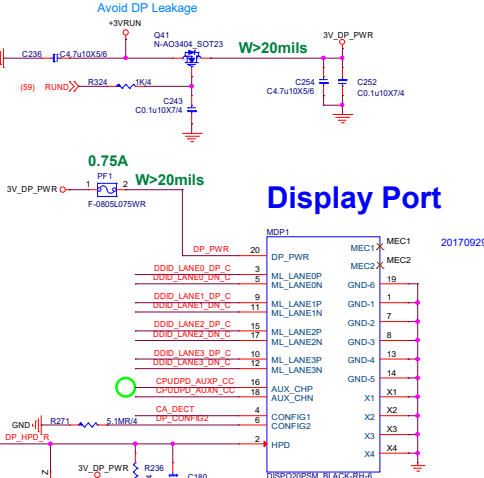 Avoid DP Leakage
+3VRUN
Q41
N-AO3404_SOT23
W>20mils
3V_DP_PWR
C236
C4.7u10X5/6
(59) RUND
R324
1K/4
C243
C0.1u10X7/4
C254
C4.7u10X5/6
C252
C0.1u10X7/4
0.75A
PF1
W>20mils
3V_DP_PWR
1
2
F-0805L075WR
Display Port
MDP1
DP_PWR 20 DP_PWR
MEC1 MEC1
20170929
MEC2 MEC2
DDID_LANE0_DP_C 3 ML_LANE0P
DDID_LANE0_DN_C 5 ML_LANE0N
GND-6 19
DDID_LANE1_DP_C 9 ML_LANE1P
DDID_LANE1_DN_C 11 ML_LANE1N
GND-1 1
GND-2 7
DDID_LANE2_DP_C 15 ML_LANE2P
DDID_LANE2_DN_C 17 ML_LANE2N
GND-3 8
DDID_LANE3_DP_C 10 ML_LANE3P
DDID_LANE3_DN_C 12 ML_LANE3N
GND-4 13
GND-5 14
CPUDPD_AUXP_CC 16 AUX_CHP
CPUDPD_AUXN_CC 18 AUX_CHN
X1 X1
CA_DECT 4 CONFIG1
X2 X2
GND
R271
5.1MR/4
DP_CONFIG2 6 CONFIG2
X3 X3
DP_HPD_R
2 HPD
X4 X4
3V_DP_PWR
R236
C180
DISPO20PSM_BLACK-RH-6